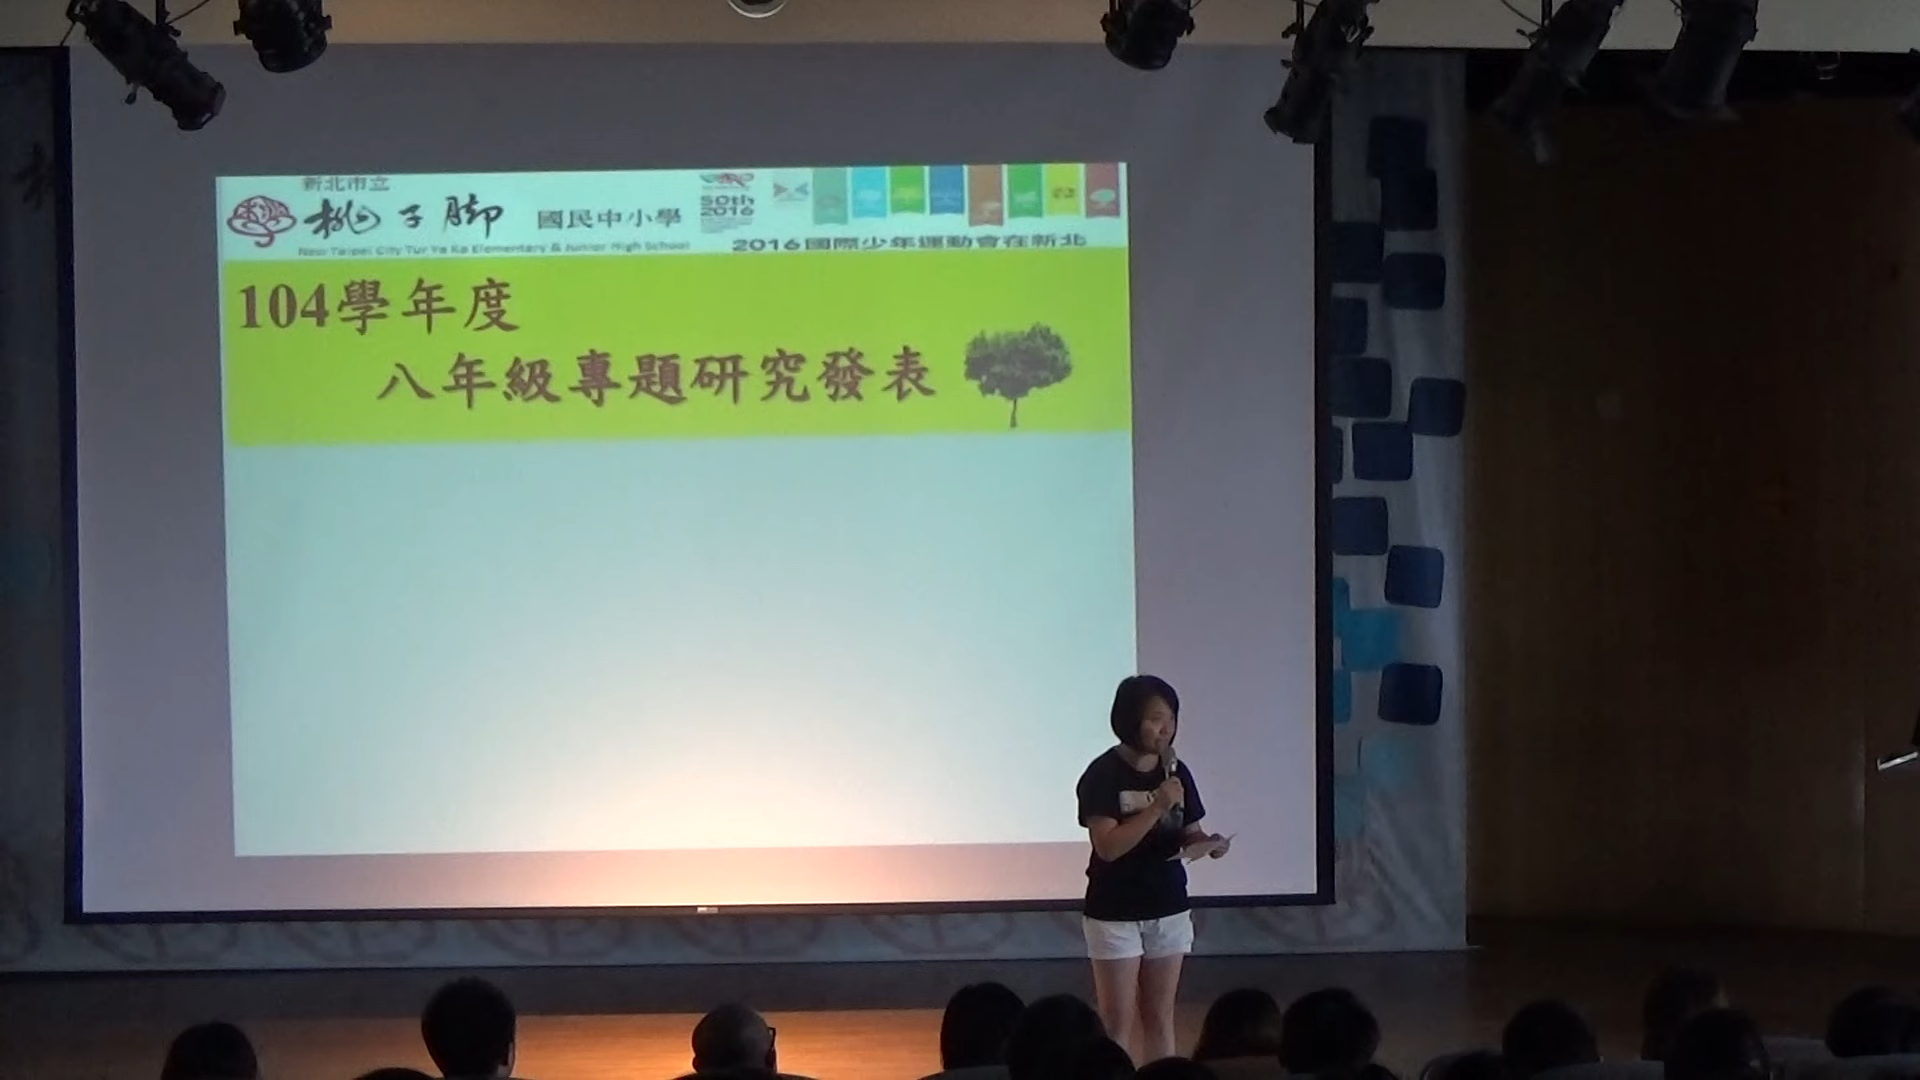 新北市立
桃子腳 國民中小學
New Taipei City Tur Ya Ka Elementary & Junior High School
50th
2016
2016國際少年運動會在新北
104學年度
八年級專題研究發表